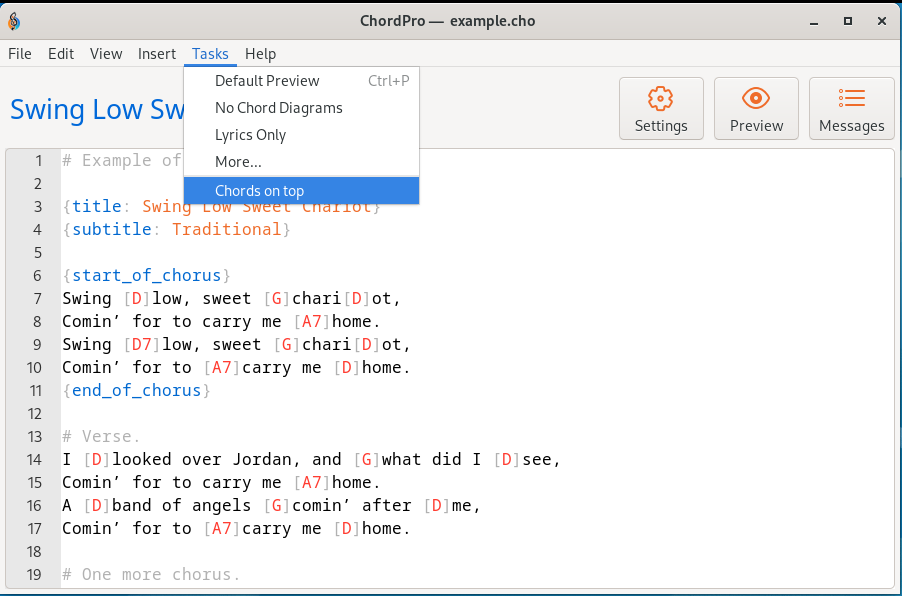 ChordPro — example.cho
File Edit View Insert Tasks Help
Default Preview Ctrl+P
No Chord Diagrams
Lyrics Only
More...
Chords on top
Swing Low Sw
Settings
Preview
Messages
1 # Example of
2
3 {title: Swing Low Sweet Chariot}
4 {subtitle: Traditional}
5
6 {start_of_chorus}
7 Swing [D]low, sweet [G]chari[D]ot,
8 Comin’ for to carry me [A7]home.
9 Swing [D7]low, sweet [G]chari[D]ot,
10 Comin’ for to [A7]carry me [D]home.
11 {end_of_chorus}
12
13 # Verse.
14 I [D]looked over Jordan, and [G]what did I [D]see,
15 Comin’ for to carry me [A7]home.
16 A [D]band of angels [G]comin’ after [D]me,
17 Comin’ for to [A7]carry me [D]home.
18
19 # One more chorus.